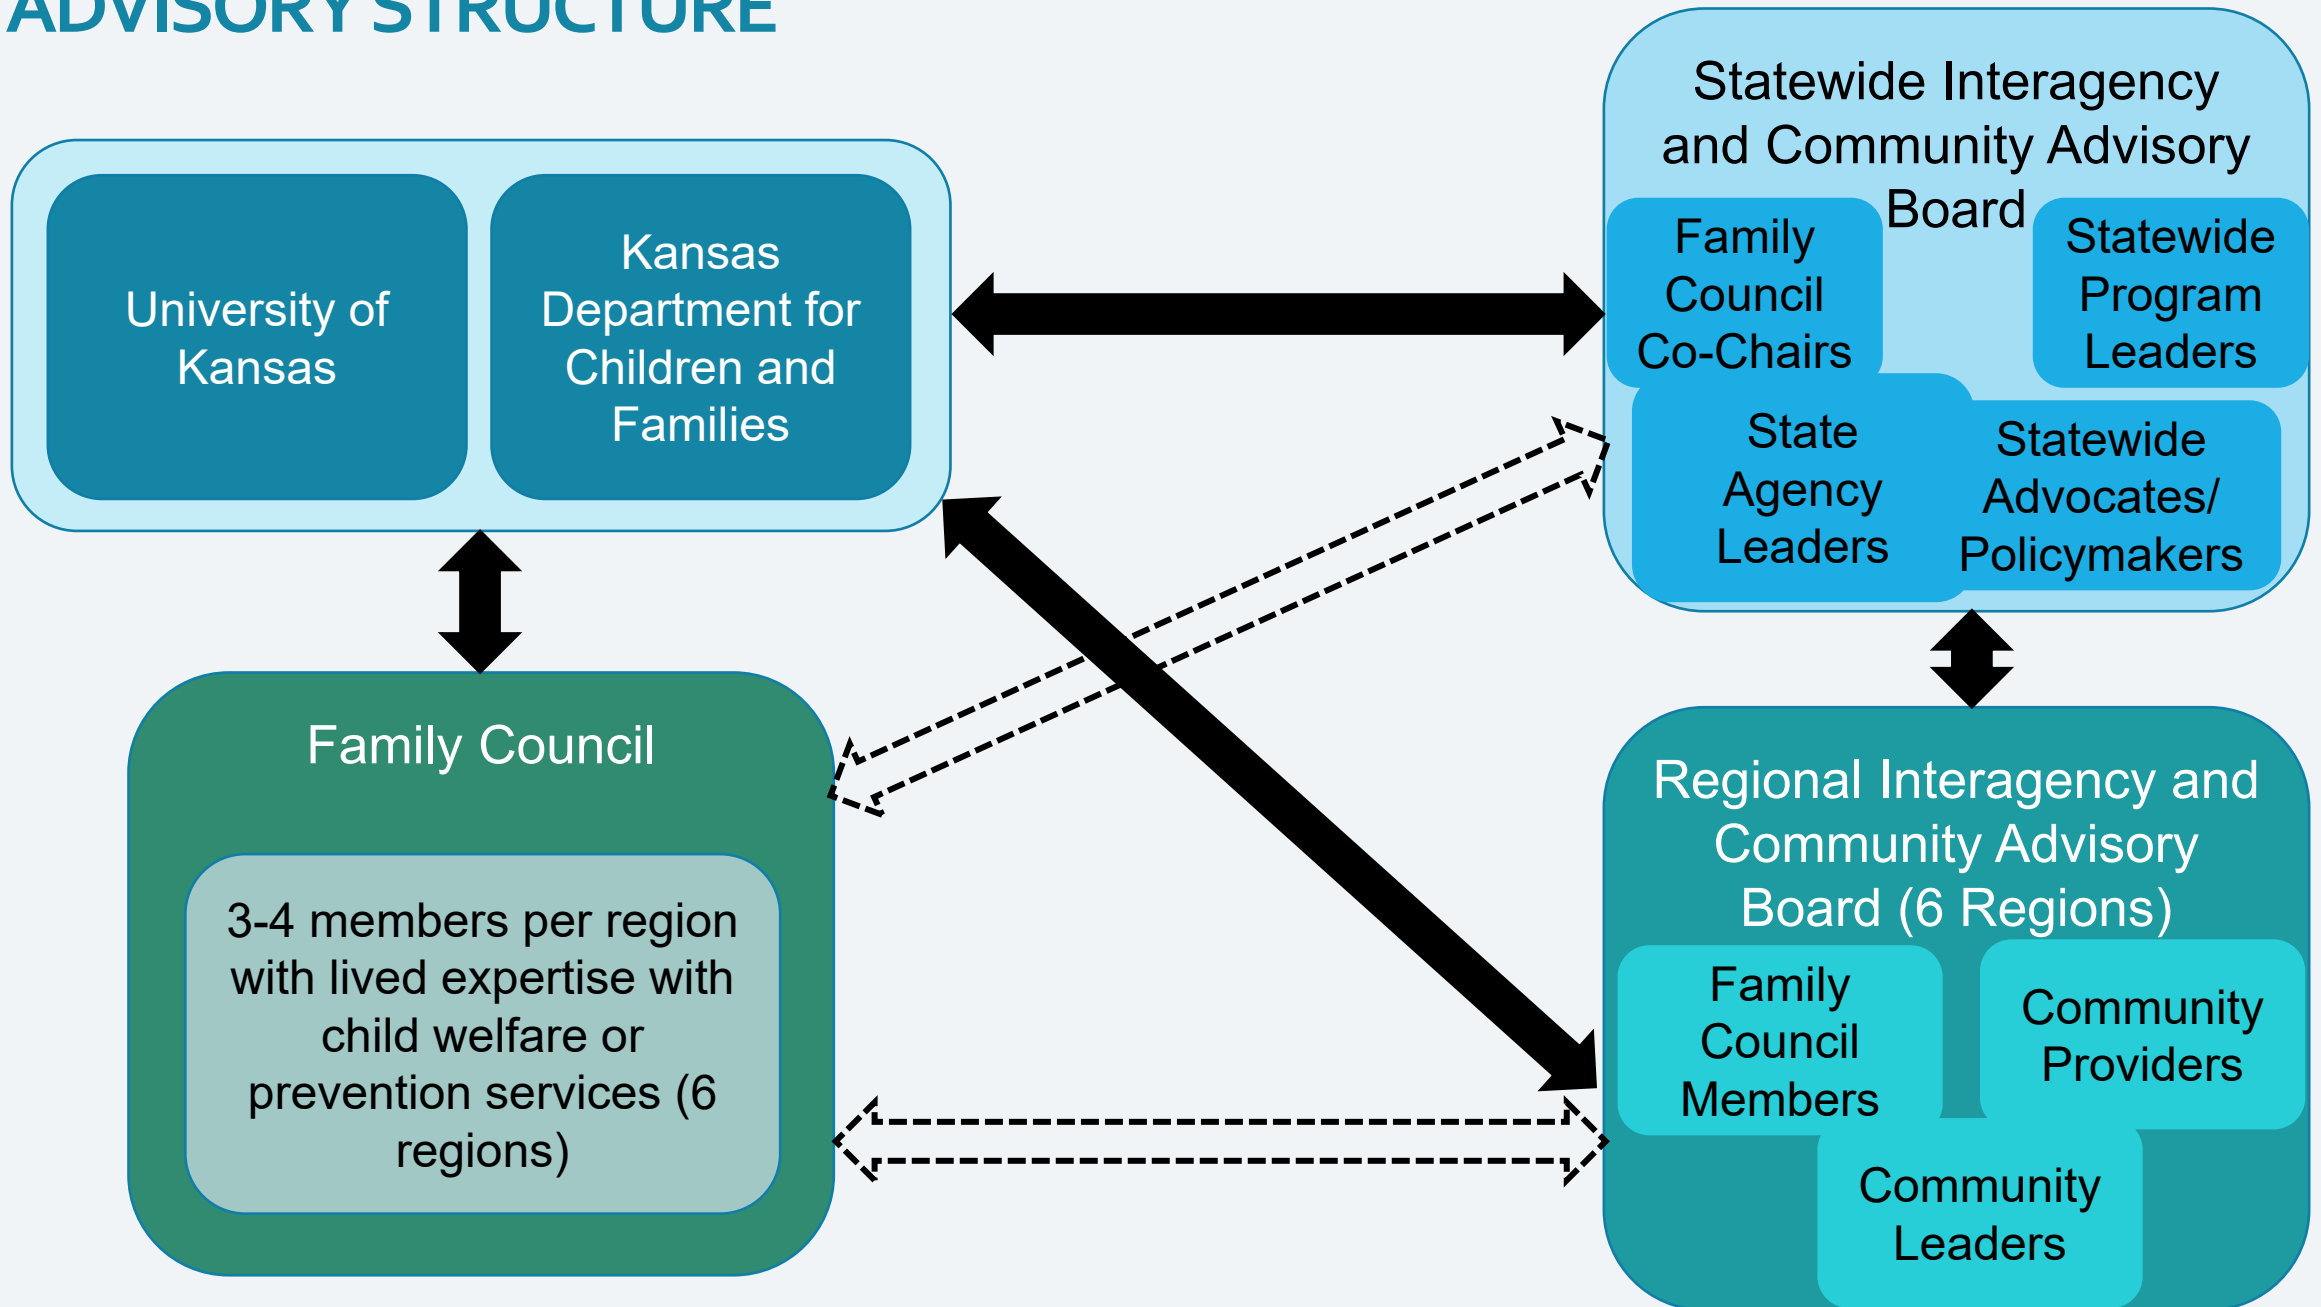 ADVISORY STRUCTURE
University of
Kansas
Kansas
Department for
Children and
Families
Statewide Interagency
and Community Advisory
Board
Family
Council
Co-Chairs
Statewide
Program
Leaders
State
Agency
Leaders
Statewide
Advocates/
Policymakers
Family Council
3-4 members per region
with lived expertise with
child welfare or
prevention services (6
regions)
Regional Interagency and
Community Advisory
Board (6 Regions)
Family
Council
Members
Community
Providers
Community
Leaders